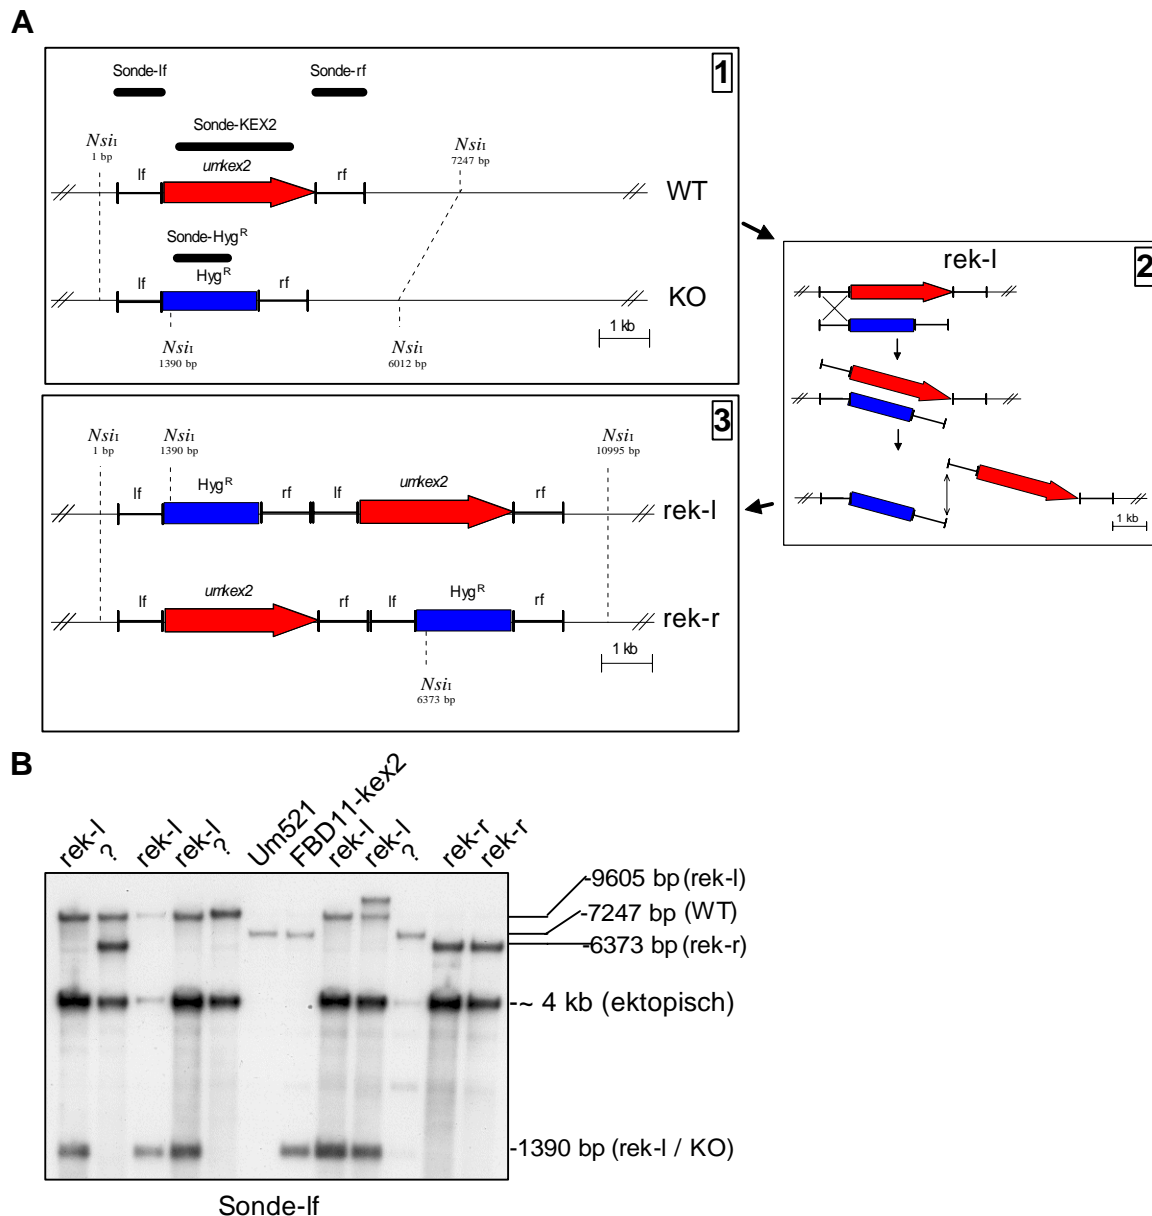 A
1
Sonde-lf
Sonde-rf
Sonde-KEX2
NsiI
1 bp
NsiI
7247 bp
lf
umkex2
rf
WT
Sonde-HygR
lf
HygR
rf
KO
1 kb
NsiI
1390 bp
NsiI
6012 bp
rek-l
2
1 kb
3
NsiI
1 bp
NsiI
1390 bp
NsiI
10995 bp
lf
HygR
rf
lf
umkex2
rf
rek-l
lf
umkex2
rf
lf
HygR
rf
rek-r
1 kb
NsiI
6373 bp
B
rek-l
?
rek-l
rek-l
?
Um521
FBD11-kex2
rek-l
rek-l
?
rek-r
rek-r
-9605 bp (rek-l)
-7247 bp (WT)
-6373 bp (rek-r)
-~ 4 kb (ektopisch)
-1390 bp (rek-l / KO)
Sonde-lf